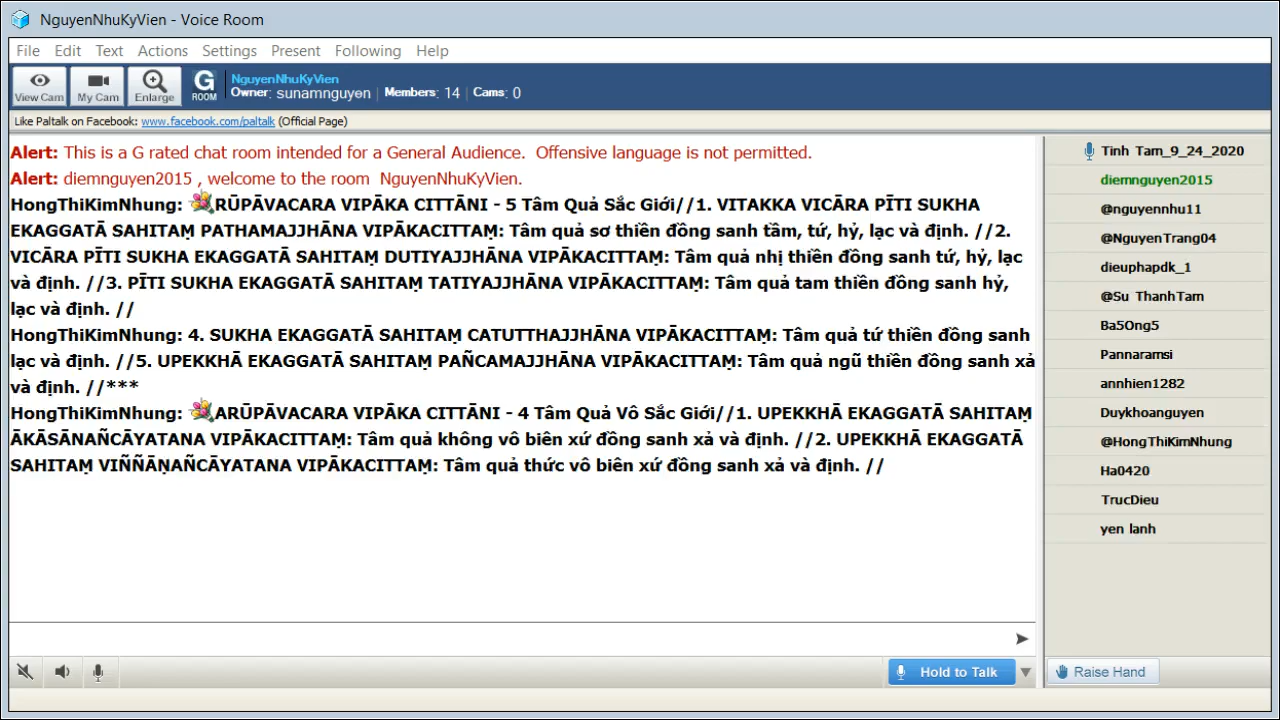 NguyenNhuKyVien - Voice Room
File Edit Text Actions Settings Present Following Help
View Cam My Cam Enlarge G ROOM NguyenNhuKyVien
Owner: sunamnguyen | Members: 14 | Cams: 0
Like Paltalk on Facebook: www.facebook.com/paltalk (Official Page)
Alert: This is a G rated chat room intended for a General Audience. Offensive language is not permitted.
Alert: diemnguyen2015 , welcome to the room NguyenNhuKyVien.
HongThiKimNhung: RŪPĀVACARA VIPĀKA CITTĀNI - 5 Tâm Quả Sắc Giới//1. VITAKKA VICĀRA PĪTI SUKHA
EKAGGATĀ SAHITAṂ PATHAMAJJHĀNA VIPĀKACITTAṂ: Tâm quả sơ thiền đồng sanh tầm, tứ, hỷ, lạc và định. //2.
VICĀRA PĪTI SUKHA EKAGGATĀ SAHITAṂ DUTIYAJJHĀNA VIPĀKACITTAṂ: Tâm quả nhị thiền đồng sanh tứ, hỷ, lạc
và định. //3. PĪTI SUKHA EKAGGATĀ SAHITAṂ TATIYAJJHĀNA VIPĀKACITTAṂ: Tâm quả tam thiền đồng sanh hỷ,
lạc và định. //
HongThiKimNhung: 4. SUKHA EKAGGATĀ SAHITAṂ CATUTTHAJJHĀNA VIPĀKACITTAṂ: Tâm quả tứ thiền đồng sanh
lạc và định. //5. UPEKKHĀ EKAGGATĀ SAHITAṂ PAÑCAMAJJHĀNA VIPĀKACITTAṂ: Tâm quả ngũ thiền đồng sanh xả
và định. //***
HongThiKimNhung: ARŪPĀVACARA VIPĀKA CITTĀNI - 4 Tâm Quả Vô Sắc Giới//1. UPEKKHĀ EKAGGATĀ SAHITAṂ
ĀKĀSĀNAÑCĀYATANA VIPĀKACITTAṂ: Tâm quả không vô biên xứ đồng sanh xả và định. //2. UPEKKHĀ EKAGGATĀ
SAHITAṂ VIÑÑĀṆAÑCĀYATANA VIPĀKACITTAṂ: Tâm quả thức vô biên xứ đồng sanh xả và định. //
Tinh Tam_9_24_2020
diemnguyen2015
@nguyennhu11
@NguyenTrang04
dieuphapdk_1
@Su ThanhTam
Ba5Ong5
Pannaramsi
annhien1282
Duykhoanguyen
@HongThiKimNhung
Ha0420
TrucDieu
yen lanh
Hold to Talk
Raise Hand